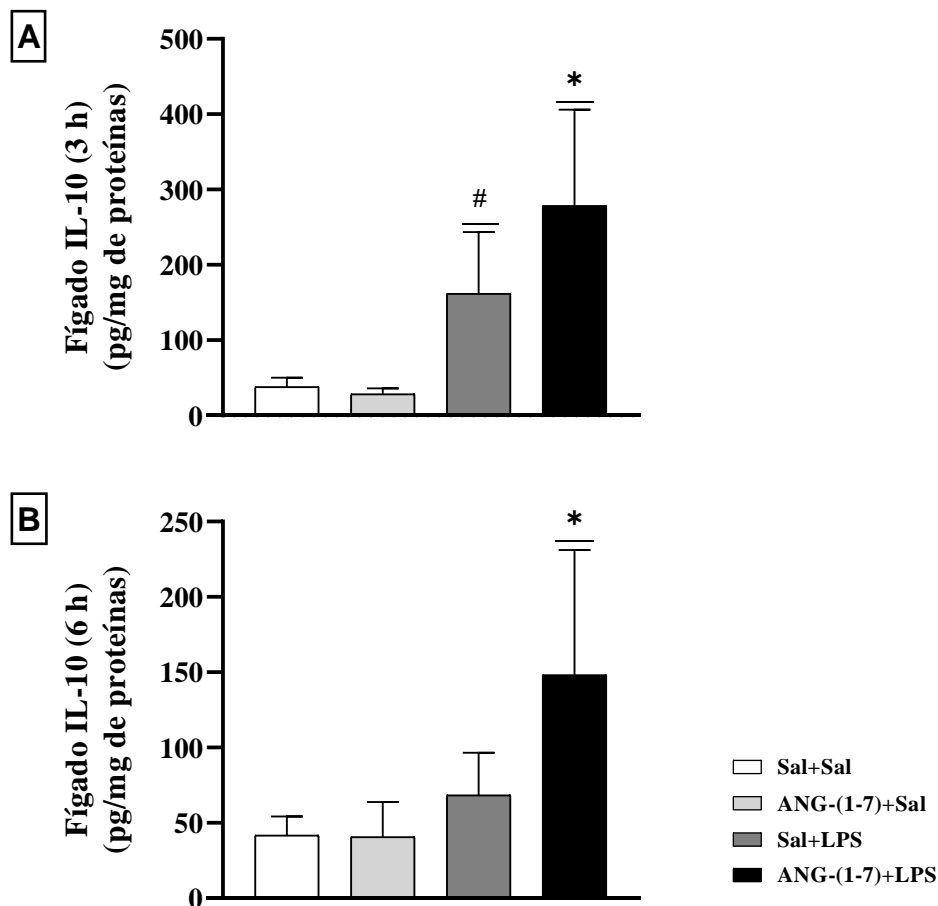 A
Fígado IL-10 (3 h)
(pg/mg de proteínas)
500
400
300
200
100
0
#
*
B
Fígado IL-10 (6 h)
(pg/mg de proteínas)
250
200
150
100
50
0
*
Sal+Sal
ANG-(1-7)+Sal
Sal+LPS
ANG-(1-7)+LPS